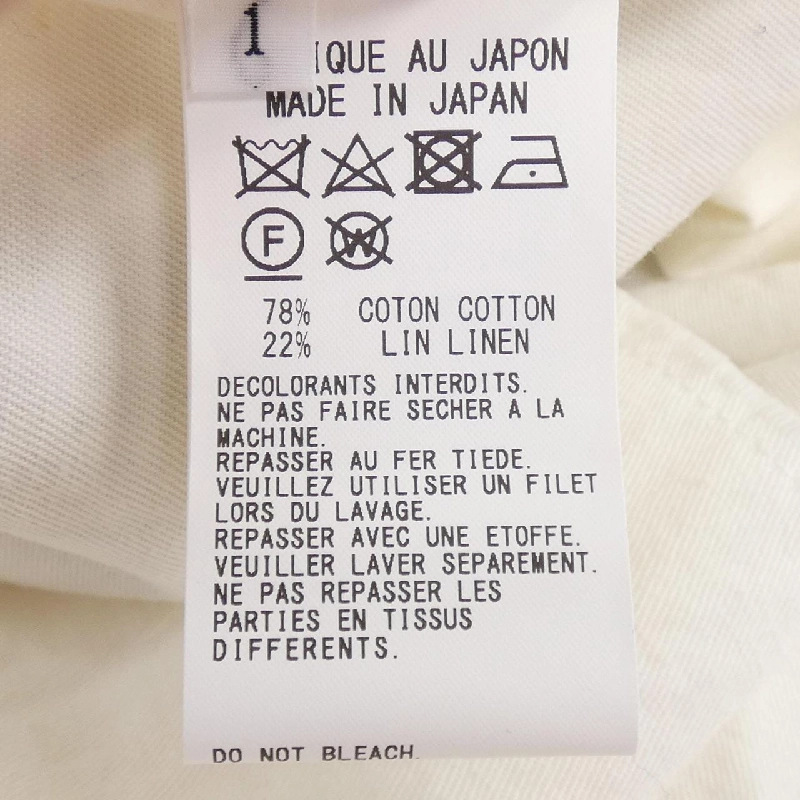 1
IQUE AU JAPON
MADE IN JAPAN
F W
78% COTON COTTON
22% LIN LINEN
DECOLORANTS INTERDITS.
NE PAS FAIRE SECHER A LA
MACHINE.
REPASSER AU FER TIEDE.
VEUILLEZ UTILISER UN FILET
LORS DU LAVAGE.
REPASSER AVEC UNE ETOFFE.
VEUILLER LAVER SEPAREMENT.
NE PAS REPASSER LES
PARTIES EN TISSUS
DIFFERENTS.
DO NOT BLEACH.